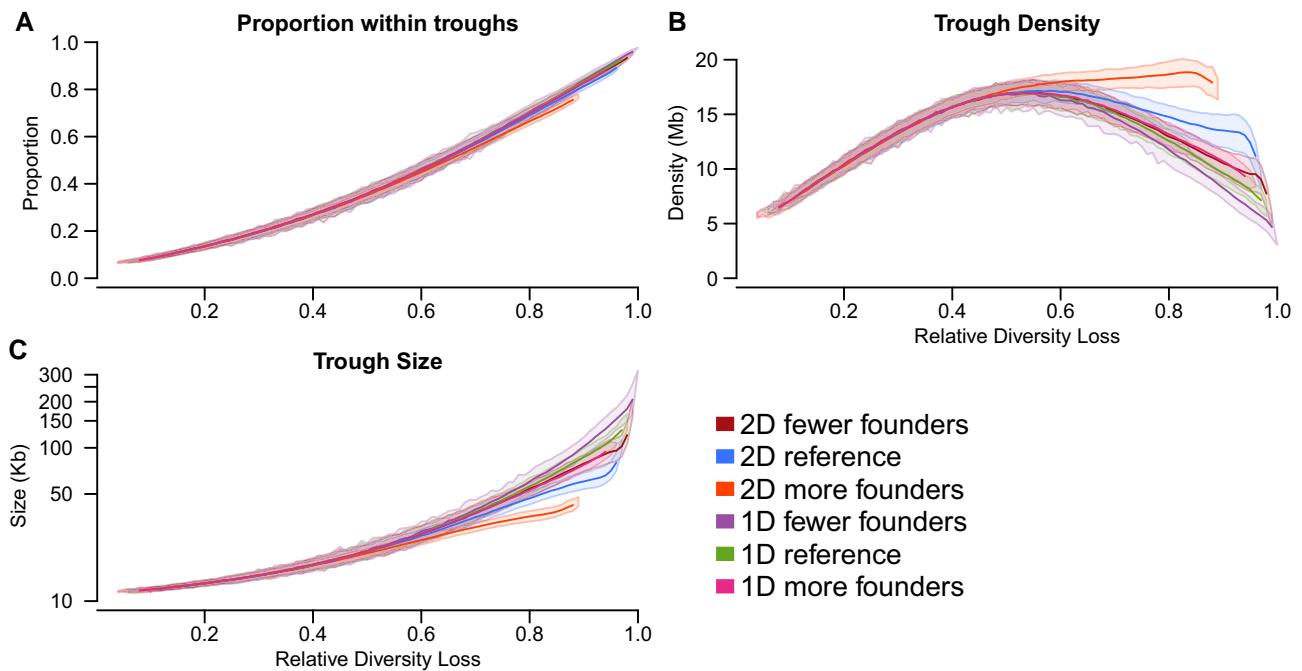 A
Proportion within troughs
1.0
0.8
0.6
0.4
0.2
0.0
Proportion
0.2 0.4 0.6 0.8 1.0
B
Trough Density
20
15
10
5
0
Density (Mb)
0.2 0.4 0.6 0.8 1.0
Relative Diversity Loss
C
Trough Size
300
200
150
100
50
10
Size (Kb)
0.2 0.4 0.6 0.8 1.0
Relative Diversity Loss
2D fewer founders
2D reference
2D more founders
1D fewer founders
1D reference
1D more founders